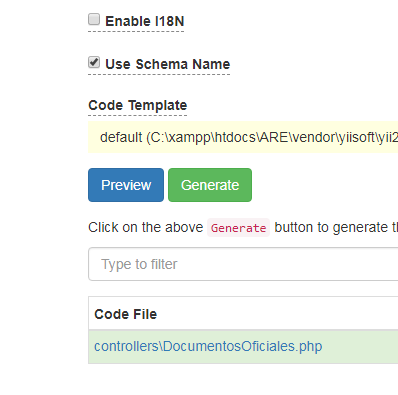 Enable I18N
Use Schema Name
Code Template
default (C:\xampp\htdocs\ARE\vendor\yiisoft\yii2
Preview Generate
Click on the above Generate button to generate t
Type to filter
Code File
controllers\DocumentosOficiales.php